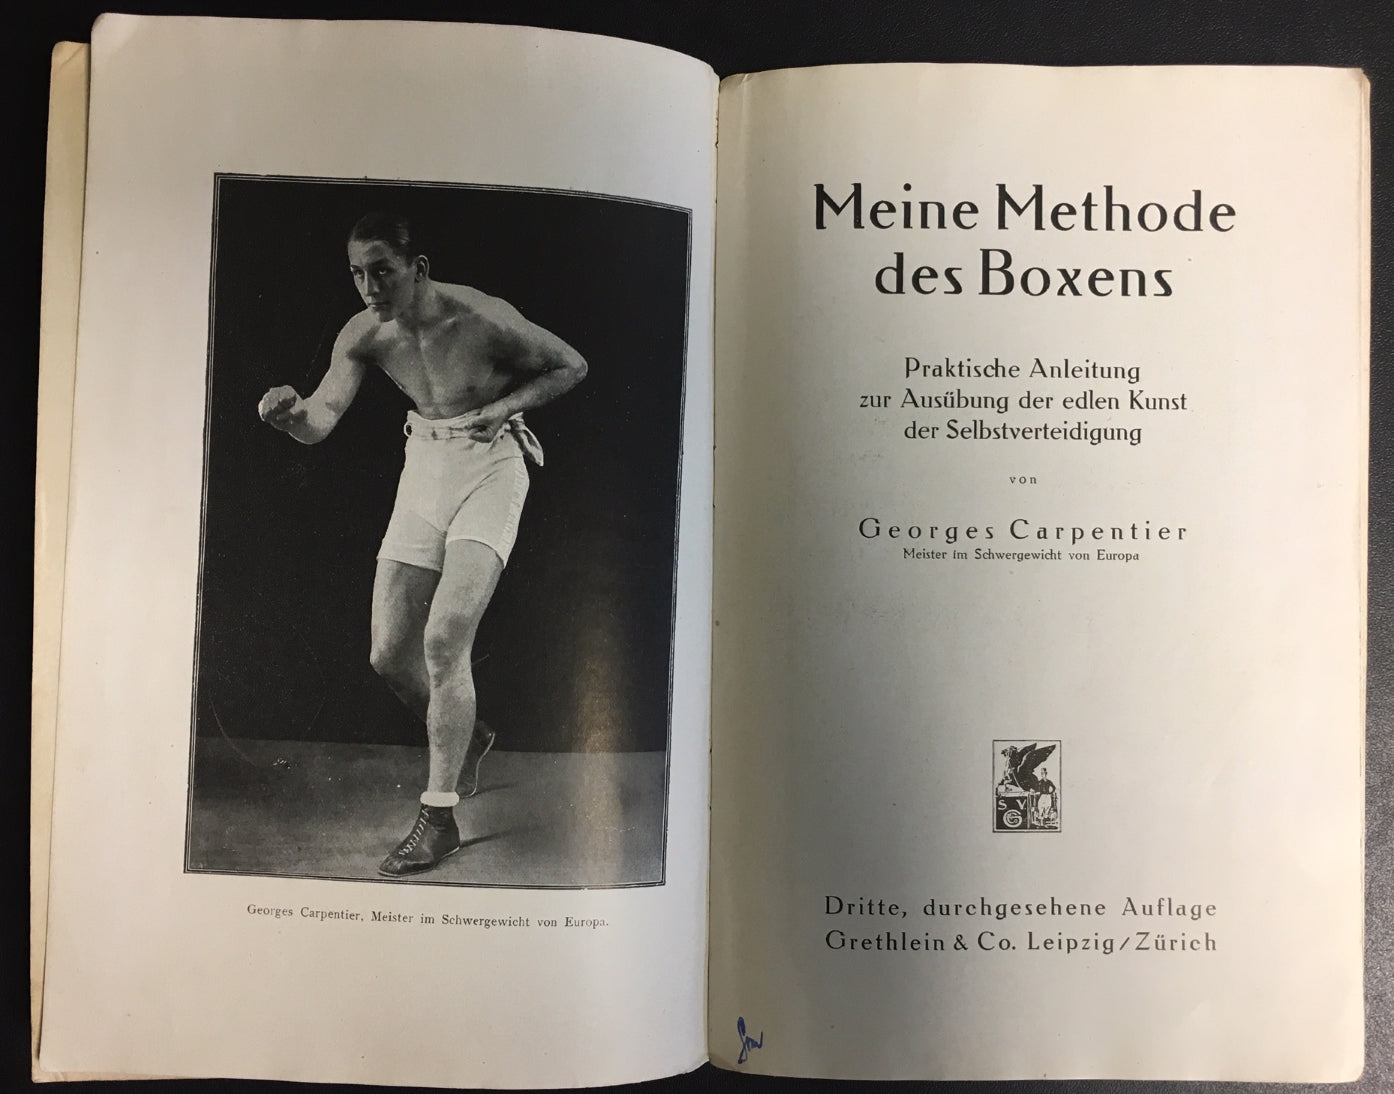 Georges Carpentier, Meister im Schwergewicht von Europa.
Meine Methode
des Boxens
Praktische Anleitung
zur Ausübung der edlen Kunst
der Selbstverteidigung
von
Georges Carpentier
Meister im Schwergewicht von Europa
S V
G
Dritte, durchgesehene Auflage
Grethlein & Co. Leipzig/Zürich